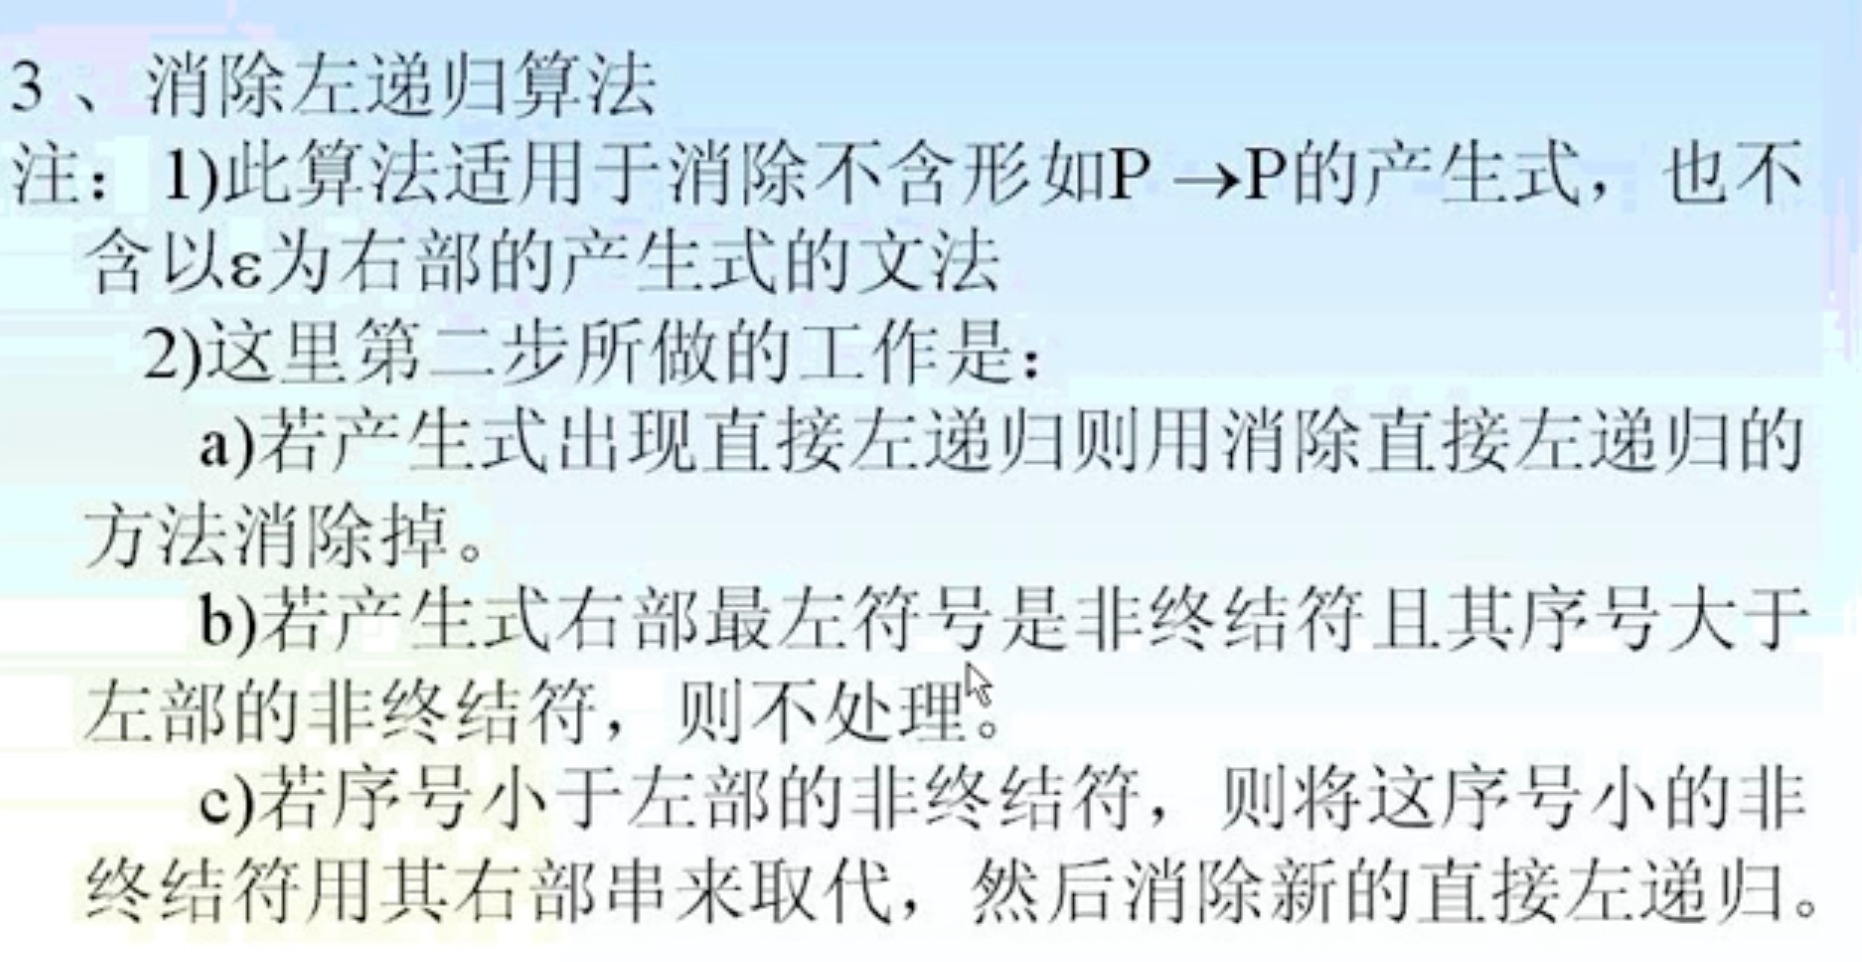 3、消除左递归算法
注：1)此算法适用于消除不含形如P→P的产生式，也不
含以ε为右部的产生式的文法
2)这里第二步所做的工作是：
a)若产生式出现直接左递归则用消除直接左递归的
方法消除掉。
b)若产生式右部最左符号是非终结符且其序号大于
左部的非终结符，则不处理。
c)若序号小于左部的非终结符，则将这序号小的非
终结符用其右部串来取代，然后消除新的直接左递归。